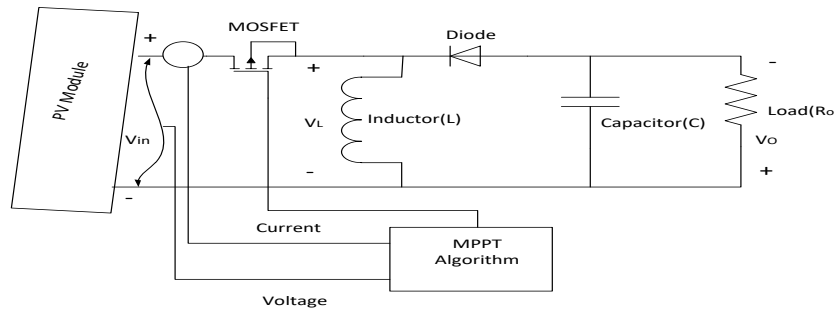 MOSFET
Diode
+
-
PV Module
+
VL
Inductor(L)
Capacitor(C)
Load(Ro
Vin
VO
-
+
-
Current
MPPT
Algorithm
Voltage